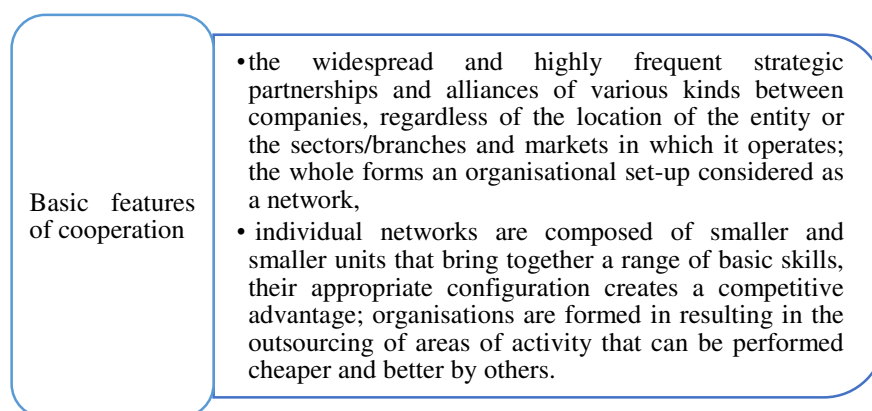 Basic features
of cooperation
•the widespread and highly frequent strategic
partnerships and alliances of various kinds between
companies, regardless of the location of the entity or
the sectors/branches and markets in which it operates;
the whole forms an organisational set-up considered as
a network,
• individual networks are composed of smaller and
smaller units that bring together a range of basic skills,
their appropriate configuration creates a competitive
advantage; organisations are formed in resulting in the
outsourcing of areas of activity that can be performed
cheaper and better by others.